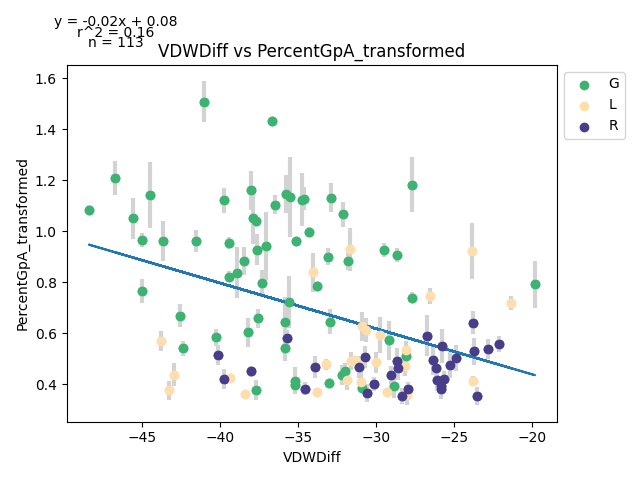 y = -0.02x + 0.08
r^2 = 0.16
n = 113
VDWDiff vs PercentGpA_transformed
G
L
R
PercentGpA_transformed
1.6
1.4
1.2
1.0
0.8
0.6
0.4
−45
−40
−35
−30
−25
−20
VDWDiff